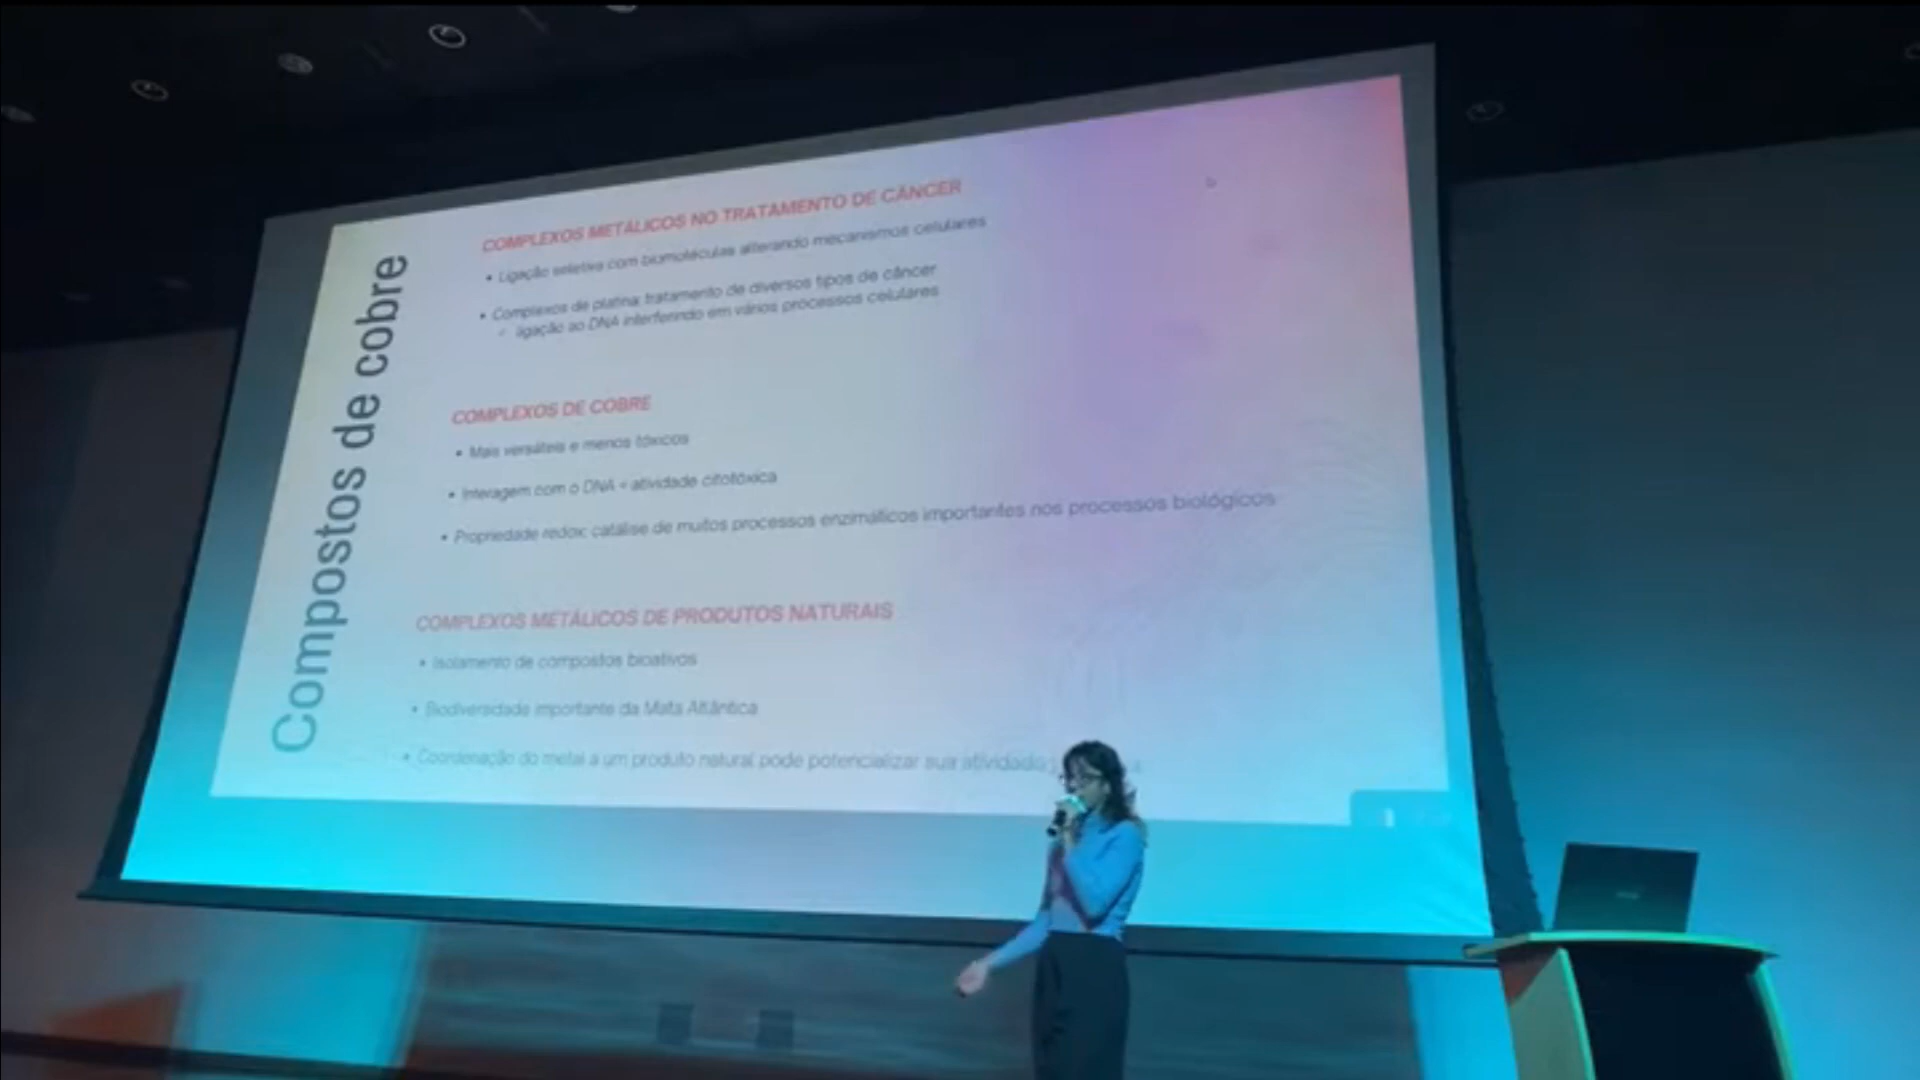 Compostos de cobre
COMPLEXOS METÁLICOS NO TRATAMENTO DE CÂNCER
• Ligação seletiva com biomoléculas alterando mecanismos celulares
• Complexos de platina: tratamento de diversos tipos de câncer
ligação ao DNA interferindo em vários processos celulares
COMPLEXOS DE COBRE
• Mais versáteis e menos tóxicos
• Interagem com o DNA = atividade citotóxica
• Propriedade redox: catálise de muitos processos enzimáticos importantes nos processos biológicos
COMPLEXOS METÁLICOS DE PRODUTOS NATURAIS
• Isolamento de compostos bioativos
• Biodiversidade importante da Mata Atlântica
• Coordenação do metal a um produto natural pode potencializar sua atividade